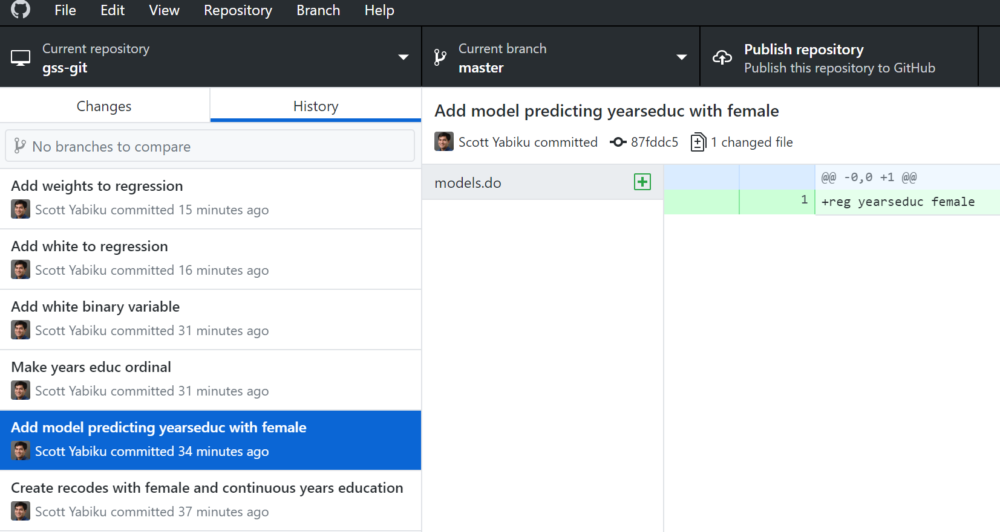 File Edit View Repository Branch Help
Current repository
gss-git
Current branch
master
Publish repository
Publish this repository to GitHub
Changes
History
No branches to compare
Add weights to regression
Scott Yabiku committed 15 minutes ago
Add white to regression
Scott Yabiku committed 16 minutes ago
Add white binary variable
Scott Yabiku committed 31 minutes ago
Make years educ ordinal
Scott Yabiku committed 31 minutes ago
Add model predicting yearseduc with female
Scott Yabiku committed 34 minutes ago
Create recodes with female and continuous years education
Scott Yabiku committed 37 minutes ago
Add model predicting yearseduc with female
Scott Yabiku committed 87fddc5 1 changed file
models.do
@@ -0,0 +1 @@
1 +reg yearseduc female